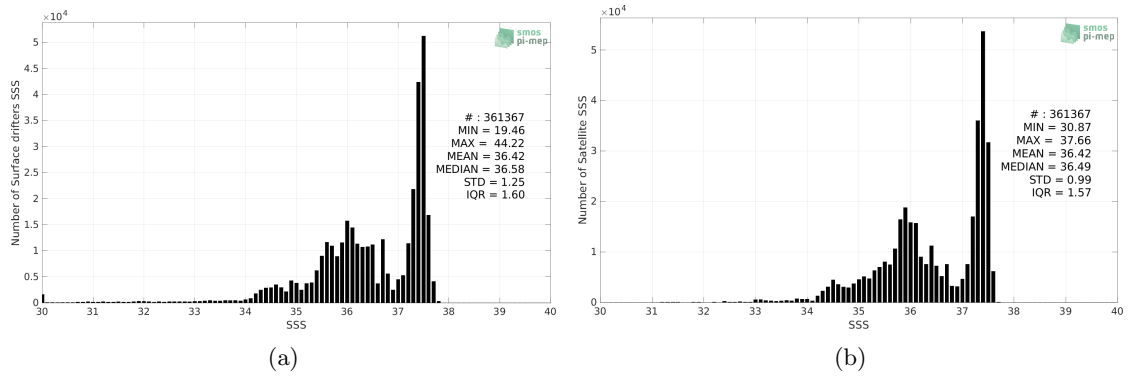 ×10⁴
5
4.5
4
3.5
3
2.5
2
1.5
1
0.5
0
Number of Surface drifters SSS
30 31 32 33 34 35 36 37 38 39 40
SSS
smos
pi-mep
# : 361367
MIN = 19.46
MAX = 44.22
MEAN = 36.42
MEDIAN = 36.58
STD = 1.25
IQR = 1.60
(a)
×10⁴
5
4
3
2
1
0
Number of Satellite SSS
30 31 32 33 34 35 36 37 38 39 40
SSS
smos
pi-mep
# : 361367
MIN = 30.87
MAX = 37.66
MEAN = 36.42
MEDIAN = 36.49
STD = 0.99
IQR = 1.57
(b)